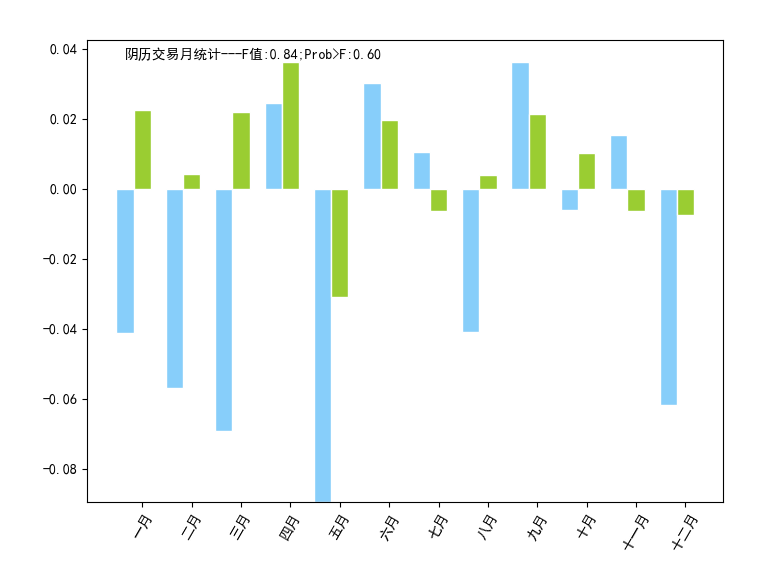 阴历交易月统计---F值:0.84;Prob>F:0.60
0.04
0.02
0.00
-0.02
-0.04
-0.06
-0.08
一月
二月
三月
四月
五月
六月
七月
八月
九月
十月
十一月
十二月